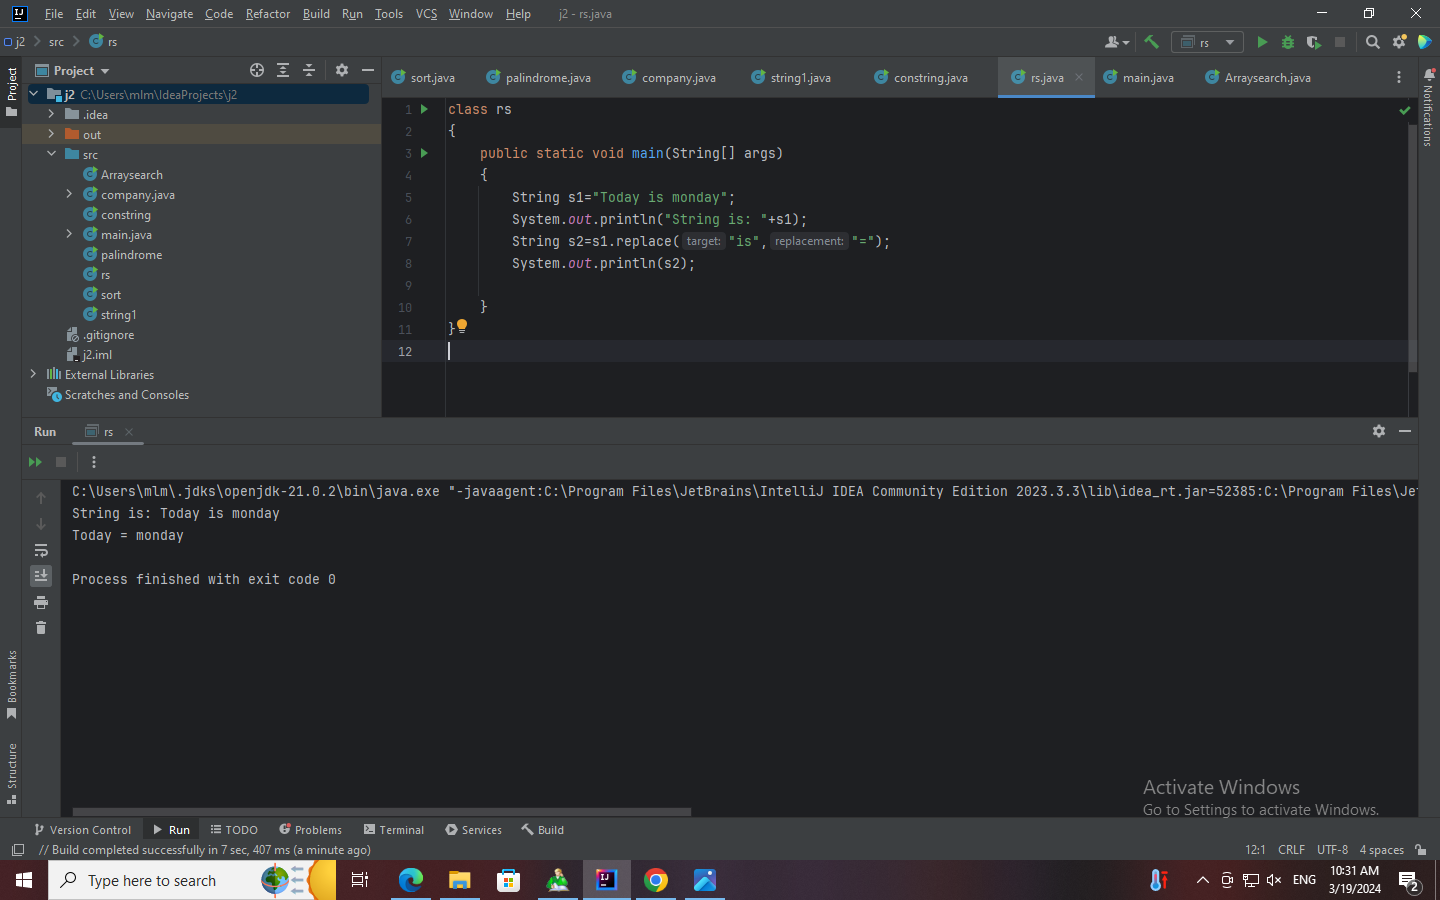 File Edit View Navigate Code Refactor Build Run Tools VCS Window Help j2 - rs.java
j2 src rs
rs
Project
Project
sort.java palindrome.java company.java string1.java constring.java rs.java main.java Arraysearch.java
Notifications
j2 C:\Users\mlm\IdeaProjects\j2
.idea
out
src
Arraysearch
company.java
constring
main.java
palindrome
rs
sort
string1
.gitignore
j2.iml
External Libraries
Scratches and Consoles
1 class rs
2 {
3 public static void main(String[] args)
4 {
5 String s1="Today is monday";
6 System.out.println("String is: "+s1);
7 String s2=s1.replace( target: "is", replacement: "=");
8 System.out.println(s2);
9
10 }
11 }
12
Run rs
C:\Users\mlm\.jdks\openjdk-21.0.2\bin\java.exe "-javaagent:C:\Program Files\JetBrains\IntelliJ IDEA Community Edition 2023.3.3\lib\idea_rt.jar=52385:C:\Program Files\Je
String is: Today is monday
Today = monday
Process finished with exit code 0
Bookmarks
Structure
Activate Windows
Go to Settings to activate Windows.
Version Control Run TODO Problems Terminal Services Build
// Build completed successfully in 7 sec, 407 ms (a minute ago) 12:1 CRLF UTF-8 4 spaces
Type here to search
ENG
10:31 AM
3/19/2024
2